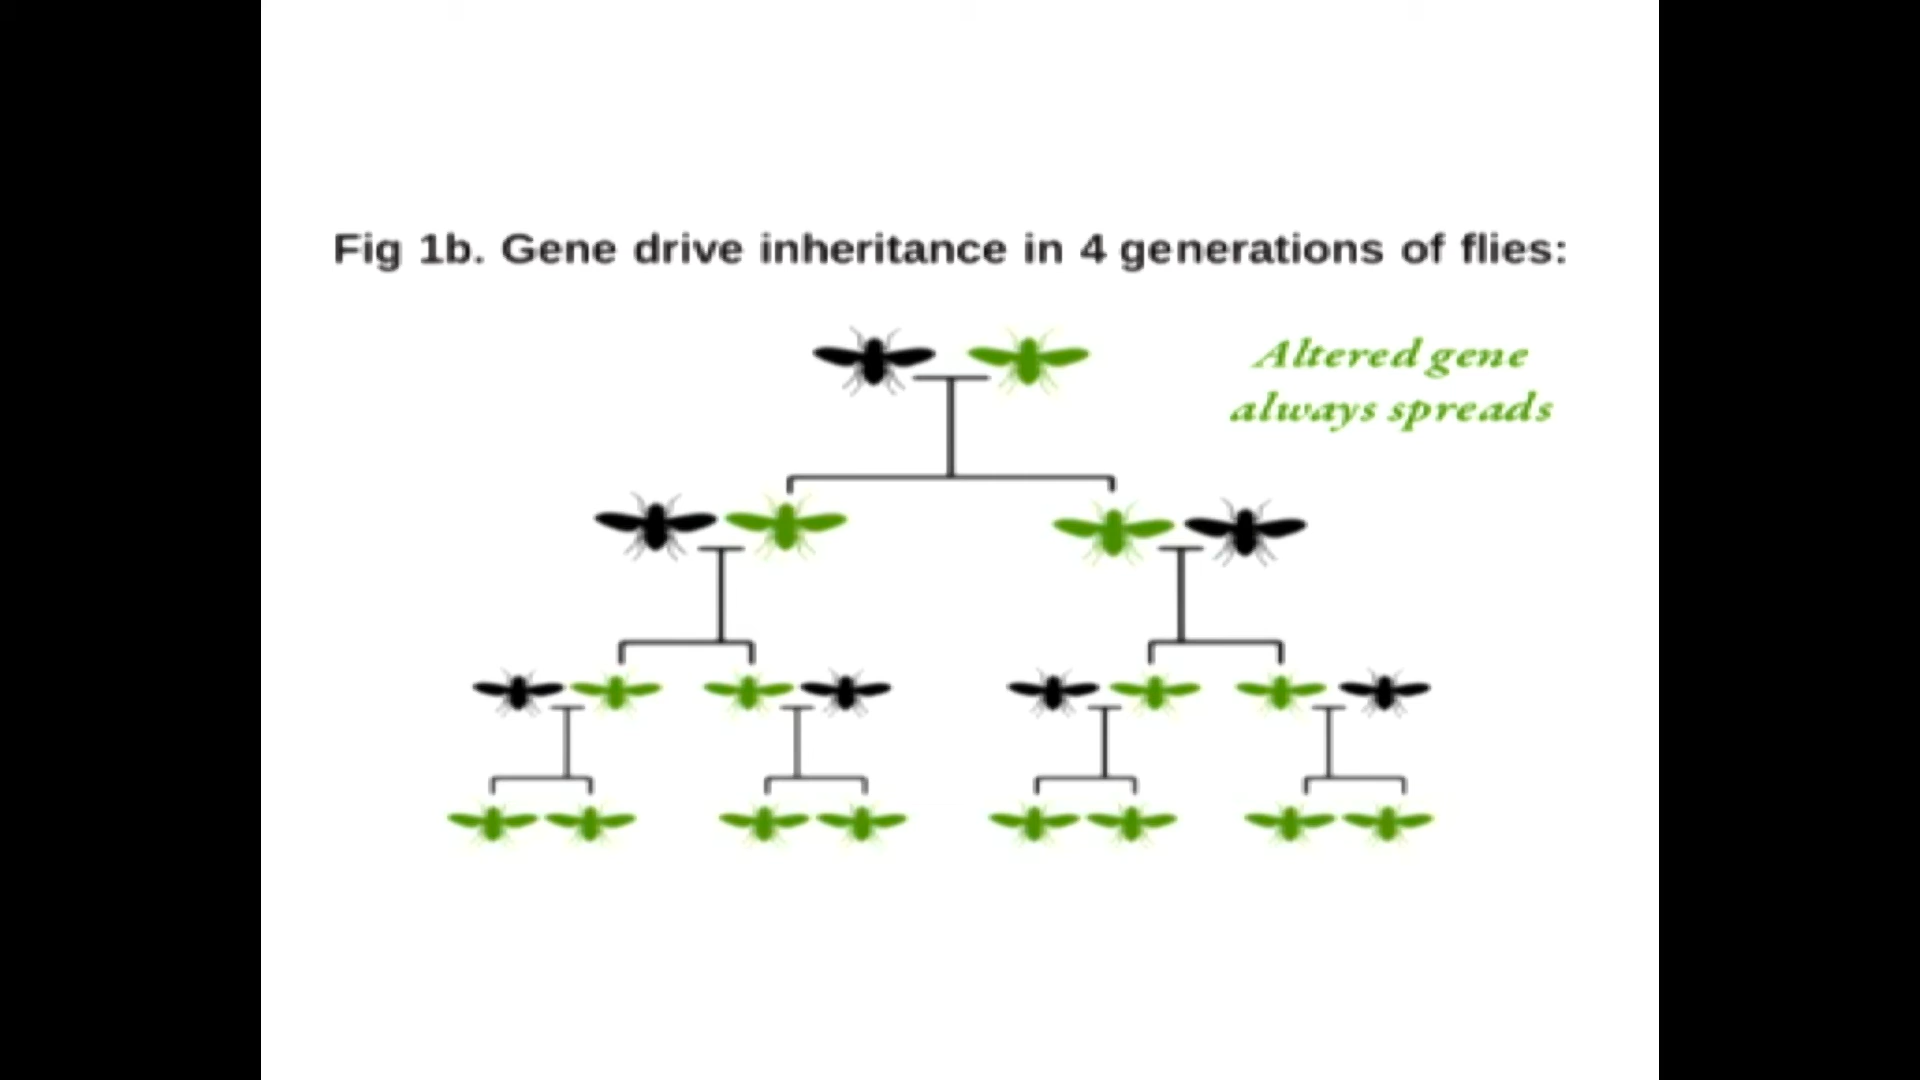 Fig 1b. Gene drive inheritance in 4 generations of flies:
Altered gene
always spreads